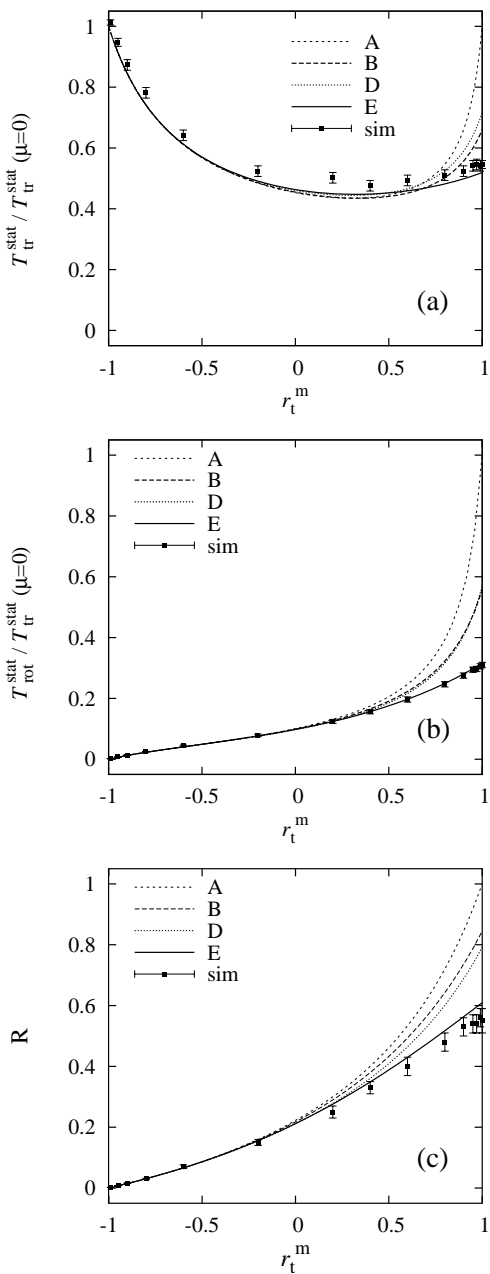 1
0.8
0.6
0.4
0.2
0
T_tr^stat / T_tr^stat (μ=0)
A
B
D
E
sim
(a)
-1 -0.5 0 0.5 1
r_t^m
1
0.8
0.6
0.4
0.2
0
T_rot^stat / T_tr^stat (μ=0)
A
B
D
E
sim
(b)
-1 -0.5 0 0.5 1
r_t^m
1
0.8
0.6
0.4
0.2
0
R
A
B
D
E
sim
(c)
-1 -0.5 0 0.5 1
r_t^m